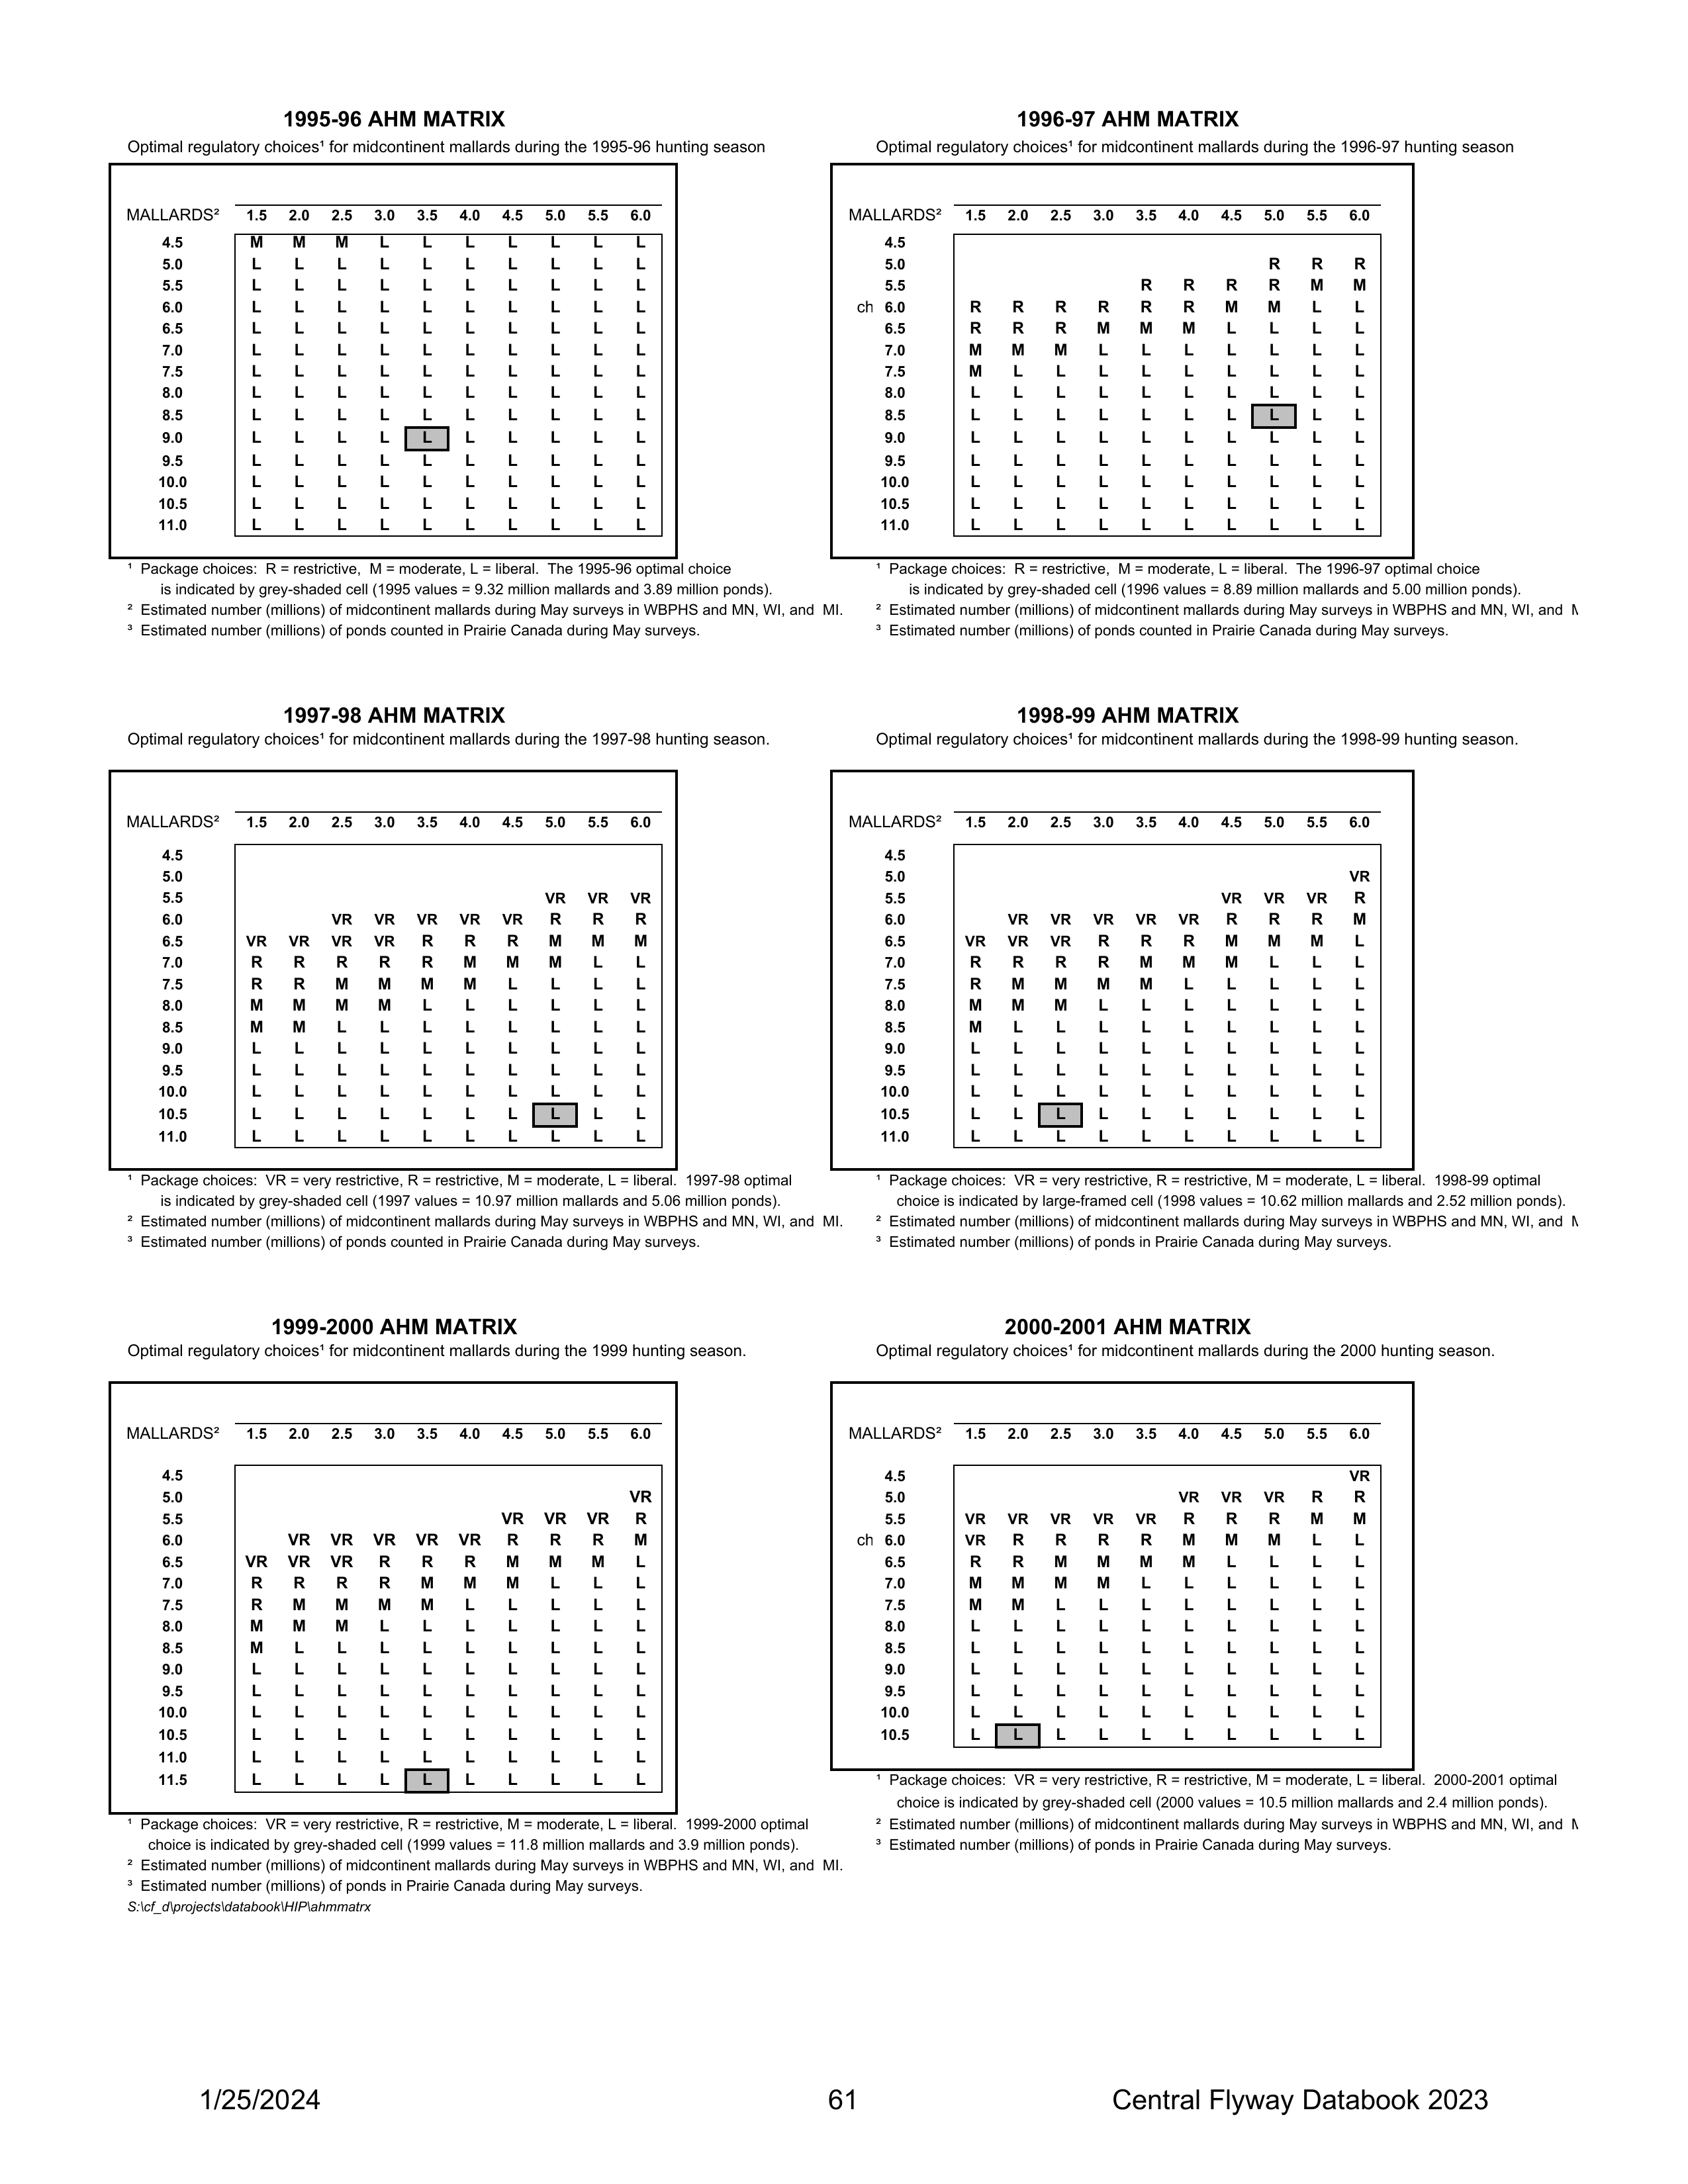 1995-96 AHM MATRIX
Optimal regulatory choices¹ for midcontinent mallards during the 1995-96 hunting season
MALLARDS² 1.5 2.0 2.5 3.0 3.5 4.0 4.5 5.0 5.5 6.0
4.5 M M M L L L L L L L
5.0 L L L L L L L L L L
5.5 L L L L L L L L L L
6.0 L L L L L L L L L L
6.5 L L L L L L L L L L
7.0 L L L L L L L L L L
7.5 L L L L L L L L L L
8.0 L L L L L L L L L L
8.5 L L L L L L L L L L
9.0 L L L L L L L L L L
9.5 L L L L L L L L L L
10.0 L L L L L L L L L L
10.5 L L L L L L L L L L
11.0 L L L L L L L L L L
¹ Package choices: R = restrictive, M = moderate, L = liberal. The 1995-96 optimal choice
is indicated by grey-shaded cell (1995 values = 9.32 million mallards and 3.89 million ponds).
² Estimated number (millions) of midcontinent mallards during May surveys in WBPHS and MN, WI, and MI.
³ Estimated number (millions) of ponds counted in Prairie Canada during May surveys.
1996-97 AHM MATRIX
Optimal regulatory choices¹ for midcontinent mallards during the 1996-97 hunting season
MALLARDS² 1.5 2.0 2.5 3.0 3.5 4.0 4.5 5.0 5.5 6.0
4.5
5.0 R R R
5.5 R R R R M M
ch 6.0 R R R R R R M M L L
6.5 R R R M M M L L L L
7.0 M M M L L L L L L L
7.5 M L L L L L L L L L
8.0 L L L L L L L L L L
8.5 L L L L L L L L L L
9.0 L L L L L L L L L L
9.5 L L L L L L L L L L
10.0 L L L L L L L L L L
10.5 L L L L L L L L L L
11.0 L L L L L L L L L L
¹ Package choices: R = restrictive, M = moderate, L = liberal. The 1996-97 optimal choice
is indicated by grey-shaded cell (1996 values = 8.89 million mallards and 5.00 million ponds).
² Estimated number (millions) of midcontinent mallards during May surveys in WBPHS and MN, WI, and
³ Estimated number (millions) of ponds counted in Prairie Canada during May surveys.
1997-98 AHM MATRIX
Optimal regulatory choices¹ for midcontinent mallards during the 1997-98 hunting season.
MALLARDS² 1.5 2.0 2.5 3.0 3.5 4.0 4.5 5.0 5.5 6.0
4.5
5.0
5.5 VR VR VR
6.0 VR VR VR VR VR R R R
6.5 VR VR VR VR R R R M M M
7.0 R R R R R M M M L L
7.5 R R M M M M L L L L
8.0 M M M M L L L L L L
8.5 M M L L L L L L L L
9.0 L L L L L L L L L L
9.5 L L L L L L L L L L
10.0 L L L L L L L L L L
10.5 L L L L L L L L L L
11.0 L L L L L L L L L L
¹ Package choices: VR = very restrictive, R = restrictive, M = moderate, L = liberal. 1997-98 optimal
is indicated by grey-shaded cell (1997 values = 10.97 million mallards and 5.06 million ponds).
² Estimated number (millions) of midcontinent mallards during May surveys in WBPHS and MN, WI, and MI.
³ Estimated number (millions) of ponds counted in Prairie Canada during May surveys.
1998-99 AHM MATRIX
Optimal regulatory choices¹ for midcontinent mallards during the 1998-99 hunting season.
MALLARDS² 1.5 2.0 2.5 3.0 3.5 4.0 4.5 5.0 5.5 6.0
4.5
5.0 VR
5.5 VR VR VR R
6.0 VR VR VR VR VR R R R M
6.5 VR VR VR R R R M M M L
7.0 R R R R M M M L L L
7.5 R M M M M L L L L L
8.0 M M M L L L L L L L
8.5 M L L L L L L L L L
9.0 L L L L L L L L L L
9.5 L L L L L L L L L L
10.0 L L L L L L L L L L
10.5 L L L L L L L L L L
11.0 L L L L L L L L L L
¹ Package choices: VR = very restrictive, R = restrictive, M = moderate, L = liberal. 1998-99 optimal
choice is indicated by large-framed cell (1998 values = 10.62 million mallards and 2.52 million ponds).
² Estimated number (millions) of midcontinent mallards during May surveys in WBPHS and MN, WI, and
³ Estimated number (millions) of ponds in Prairie Canada during May surveys.
1999-2000 AHM MATRIX
Optimal regulatory choices¹ for midcontinent mallards during the 1999 hunting season.
MALLARDS² 1.5 2.0 2.5 3.0 3.5 4.0 4.5 5.0 5.5 6.0
4.5
5.0 VR
5.5 VR VR VR R
6.0 VR VR VR VR VR R R R M
6.5 VR VR VR R R R M M M L
7.0 R R R R M M M L L L
7.5 R M M M M L L L L L
8.0 M M M L L L L L L L
8.5 M L L L L L L L L L
9.0 L L L L L L L L L L
9.5 L L L L L L L L L L
10.0 L L L L L L L L L L
10.5 L L L L L L L L L L
11.0 L L L L L L L L L L
11.5 L L L L L L L L L L
¹ Package choices: VR = very restrictive, R = restrictive, M = moderate, L = liberal. 1999-2000 optimal
choice is indicated by grey-shaded cell (1999 values = 11.8 million mallards and 3.9 million ponds).
² Estimated number (millions) of midcontinent mallards during May surveys in WBPHS and MN, WI, and MI.
³ Estimated number (millions) of ponds in Prairie Canada during May surveys.
S:\cf_d\projects\databook\HIP\ahmmatrx
2000-2001 AHM MATRIX
Optimal regulatory choices¹ for midcontinent mallards during the 2000 hunting season.
MALLARDS² 1.5 2.0 2.5 3.0 3.5 4.0 4.5 5.0 5.5 6.0
4.5 VR
5.0 VR VR VR R R
5.5 VR VR VR VR VR R R R M M
ch 6.0 VR R R R R M M M L L
6.5 R R M M M M L L L L
7.0 M M M M L L L L L L
7.5 M M L L L L L L L L
8.0 L L L L L L L L L L
8.5 L L L L L L L L L L
9.0 L L L L L L L L L L
9.5 L L L L L L L L L L
10.0 L L L L L L L L L L
10.5 L L L L L L L L L L
¹ Package choices: VR = very restrictive, R = restrictive, M = moderate, L = liberal. 2000-2001 optimal
choice is indicated by grey-shaded cell (2000 values = 10.5 million mallards and 2.4 million ponds).
² Estimated number (millions) of midcontinent mallards during May surveys in WBPHS and MN, WI, and
³ Estimated number (millions) of ponds in Prairie Canada during May surveys.
1/25/2024 61 Central Flyway Databook 2023